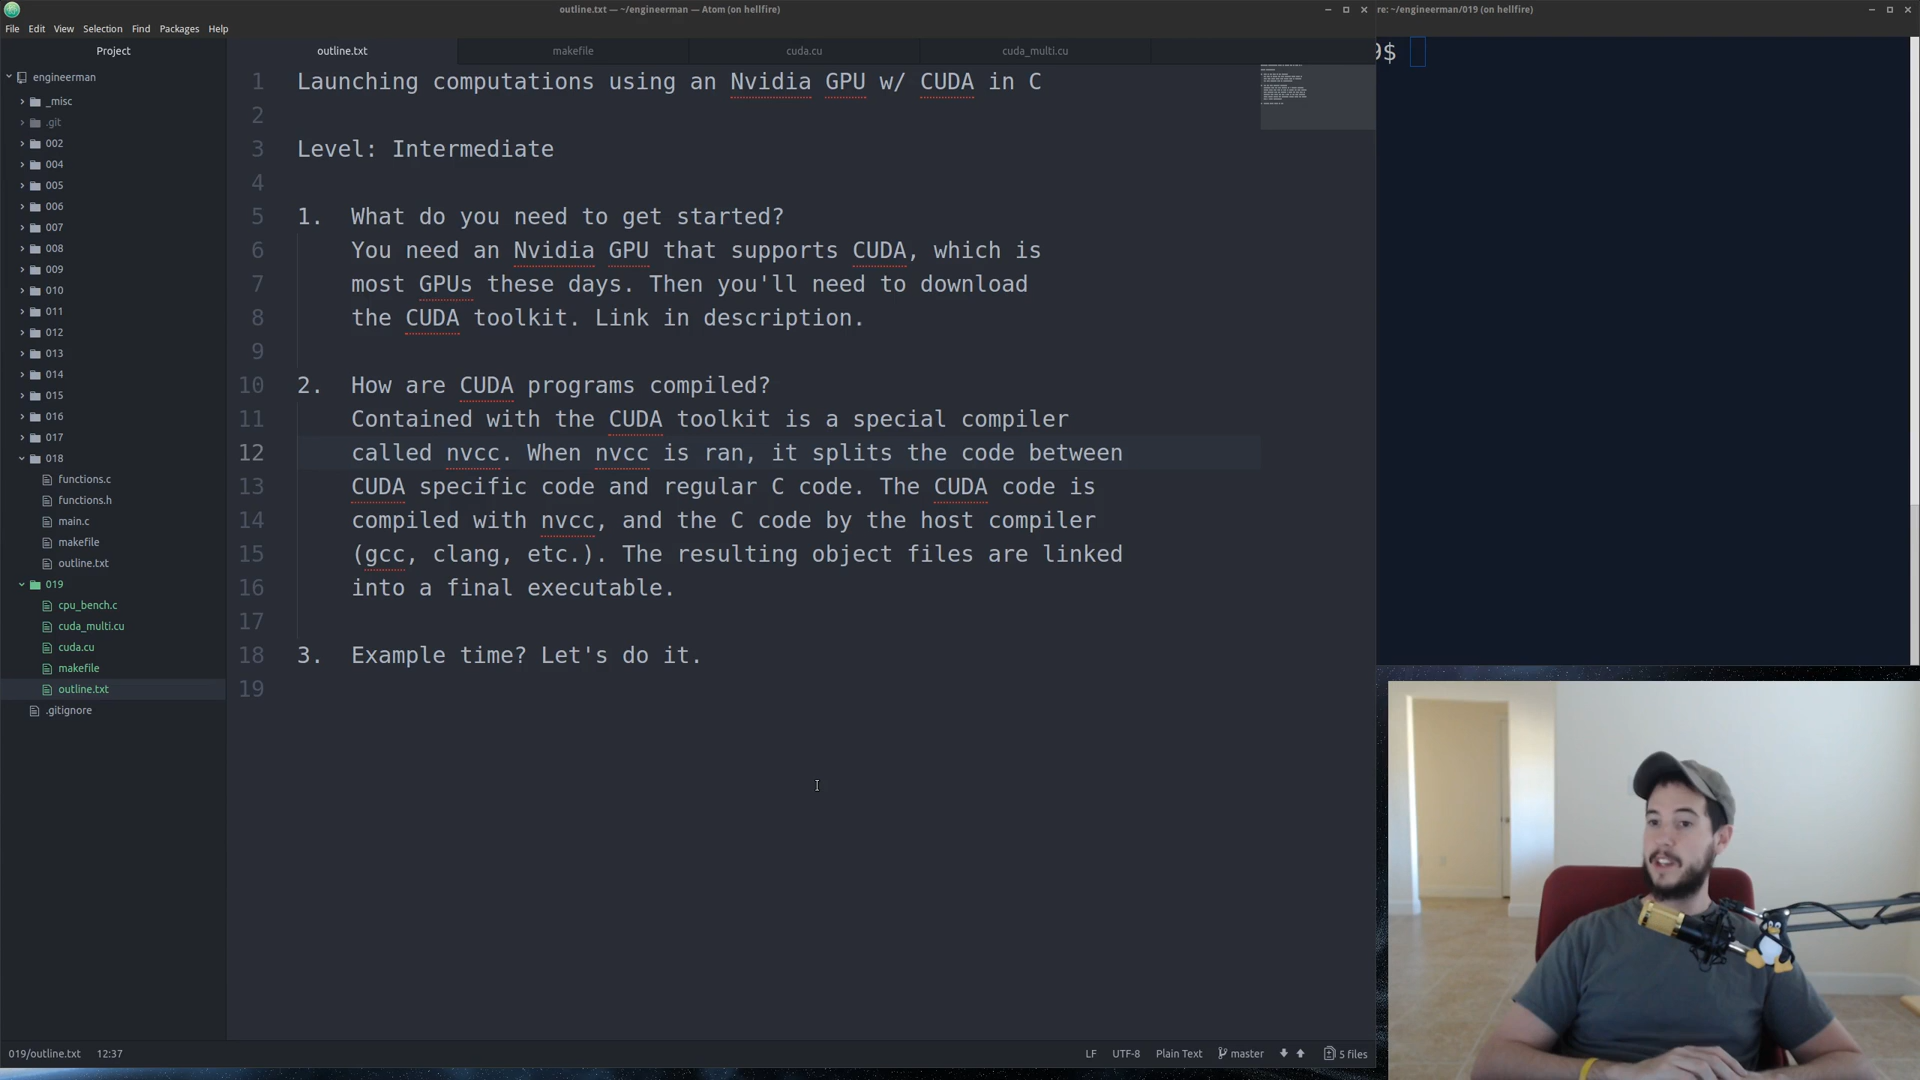 outline.txt — ~/engineerman — Atom (on hellfire)
re: ~/engineerman/019 (on hellfire)
File Edit View Selection Find Packages Help
Project
outline.txt
makefile
cuda.cu
cuda_multi.cu
engineerman
_misc
.git
002
004
005
006
007
008
009
010
011
012
013
014
015
016
017
018
functions.c
functions.h
main.c
makefile
outline.txt
019
cpu_bench.c
cuda_multi.cu
cuda.cu
makefile
outline.txt
.gitignore
1 Launching computations using an Nvidia GPU w/ CUDA in C
2
3 Level: Intermediate
4
5 1. What do you need to get started?
6 You need an Nvidia GPU that supports CUDA, which is
7 most GPUs these days. Then you'll need to download
8 the CUDA toolkit. Link in description.
9
10 2. How are CUDA programs compiled?
11 Contained with the CUDA toolkit is a special compiler
12 called nvcc. When nvcc is ran, it splits the code between
13 CUDA specific code and regular C code. The CUDA code is
14 compiled with nvcc, and the C code by the host compiler
15 (gcc, clang, etc.). The resulting object files are linked
16 into a final executable.
17
18 3. Example time? Let's do it.
19
9$
019/outline.txt 12:37
LF UTF-8 Plain Text master 5 files